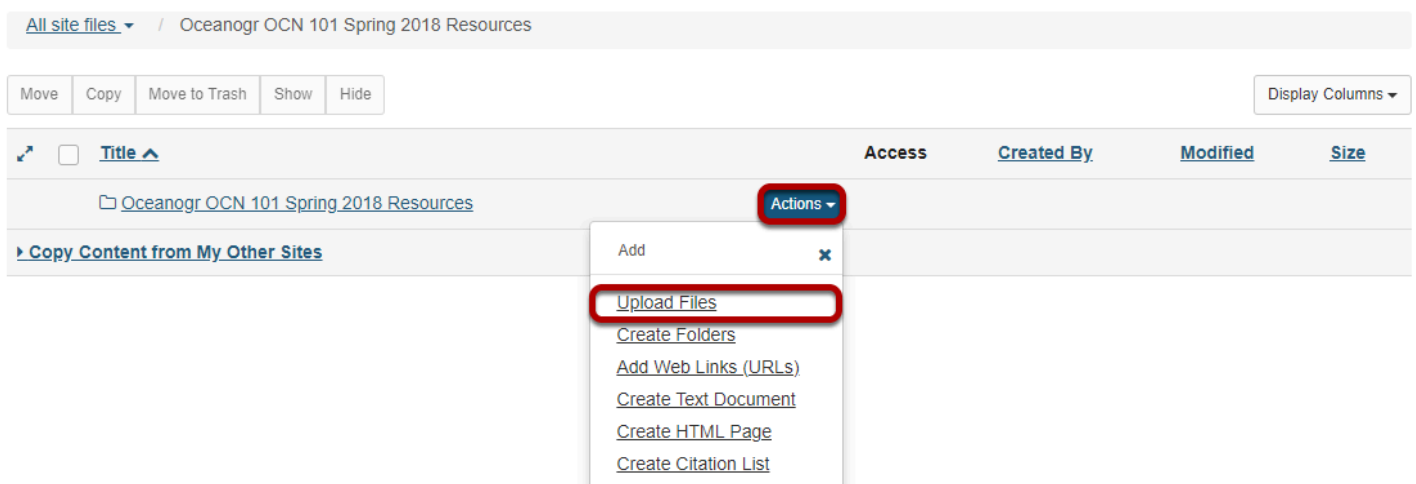 All site files / Oceanogr OCN 101 Spring 2018 Resources
Move Copy Move to Trash Show Hide Display Columns
Title Access Created By Modified Size
Oceanogr OCN 101 Spring 2018 Resources Actions
Copy Content from My Other Sites
Add
Upload Files
Create Folders
Add Web Links (URLs)
Create Text Document
Create HTML Page
Create Citation List